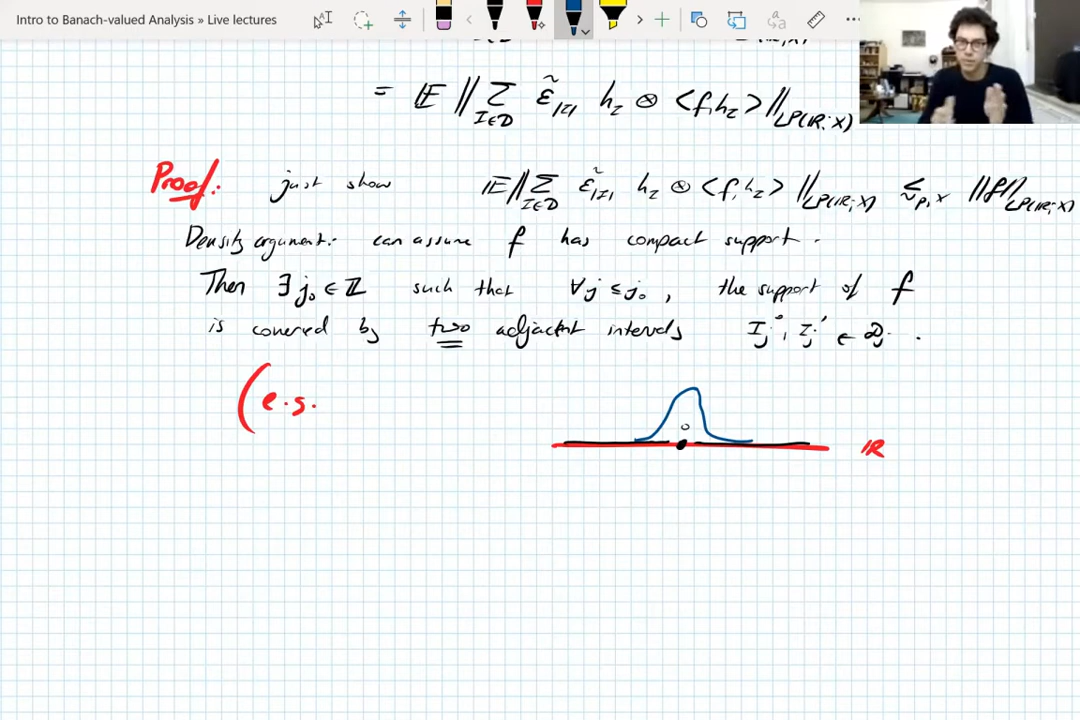 Intro to Banach-valued Analysis » Live lectures
= 𝔼 ‖ Σ_{I∈D} ε̃_{|I|} h_I ⊗ <f, h_I> ‖_{L^p(ℝ;X)}
Proof: just show 𝔼 ‖ Σ_{I∈D} ε̃_{|I|} h_I ⊗ <f, h_I> ‖_{L^p(ℝ;X)} ≲_{p,X} ‖f‖_{L^p(ℝ;X)}
Density argument: can assume f has compact support.
Then ∃ j₀ ∈ ℤ such that ∀ j ≤ j₀, the support of f
is covered by two adjacent intervals I_j⁰, I_j' ∈ D_j.
(e.g.
0
ℝ